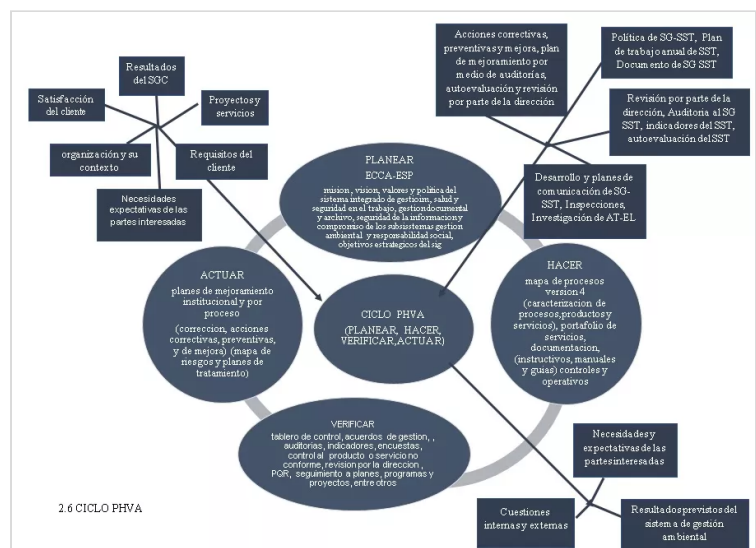 Acciones correctivas,
preventivas y mejora, plan
de mejoramiento por
medio de auditorías,
autoevaluación y revisión
por parte de la dirección
Política de SG-SST, Plan
de trabajo anual de SST,
Documento de SG SST
Resultados
del SGC
Satisfacción
del cliente
Proyectos y
servicios
organización y su
contexto
Requisitos del
cliente
Necesidades
expectativas de las
partes interesadas
Revisión por parte de la
dirección, Auditoria al SG
SST, indicadores del SST,
autoevaluación del SST
Desarrollo y planes de
comunicación de SG-
SST, Inspecciones,
Investigación de AT-EL
PLANEAR
ECCA-ESP
mision, vision, valores y politica del
sistema integrado de gestioim, salud y
seguridad en el trabajo, gestion documental
y archivo, seguridad de la informacion y
compromiso de los subsistemas gestion
ambiental y responsabilidad social,
objetivos estrategicos del sig
ACTUAR
planes de mejoramiento
institucional y por
proceso
(correccion, acciones
correctivas, preventivas,
y de mejora) (mapa de
riesgos y planes de
tratamiento)
CICLO PHVA
(PLANEAR, HACER,
VERIFICAR,ACTUAR)
HACER
mapa de procesos
version 4
(caracterizacion de
procesos,productos y
servicios), portafolio de
servicios,
documentacion,
(instructivos, manuales
y guias) controles y
operativos
VERIFICAR
tablero de control, acuerdos de gestion, ,
auditorias, indicadores, encuestas,
control al producto o servicio no
conforme, revision por la direccion ,
PQR, seguimiento a planes, programas y
proyectos, entre otros
Necesidades y
expectativas de las
partes interesadas
Cuestiones
internas y externas
Resultados previstos del
sistema de gestión
ambiental
2.6 CICLO PHVA